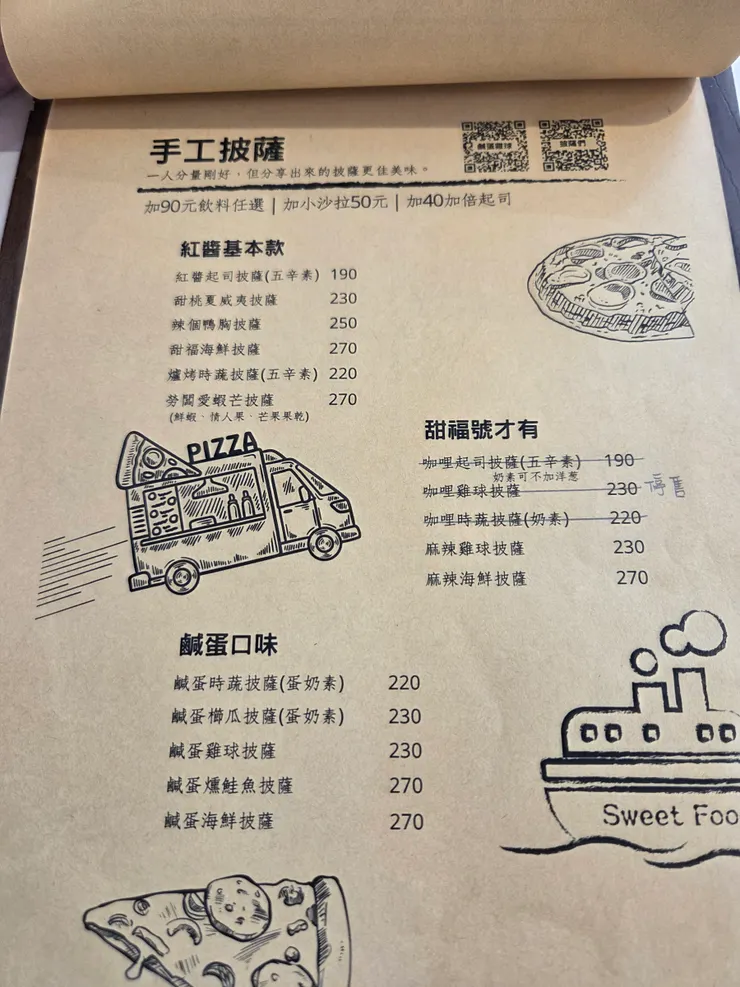 手工披薩
鹹蛋雞球
披薩們
一人分量剛好，但分享出來的披薩更佳美味。
加90元飲料任選 | 加小沙拉50元 | 加40加倍起司
紅醬基本款
紅醬起司披薩(五辛素) 190
甜桃夏威夷披薩 230
辣個鴨胸披薩 250
甜福海鮮披薩 270
爐烤時蔬披薩(五辛素) 220
勞闆愛蝦芒披薩 270
(鮮蝦、情人果、芒果果乾)
PIZZA
甜福號才有
咖哩起司披薩(五辛素) 190
奶素可不加洋蔥
咖哩雞球披薩 230 停售
咖哩時蔬披薩(奶素) 220
麻辣雞球披薩 230
麻辣海鮮披薩 270
鹹蛋口味
鹹蛋時蔬披薩(蛋奶素) 220
鹹蛋櫛瓜披薩(蛋奶素) 230
鹹蛋雞球披薩 230
鹹蛋燻鮭魚披薩 270
鹹蛋海鮮披薩 270
Sweet Foo